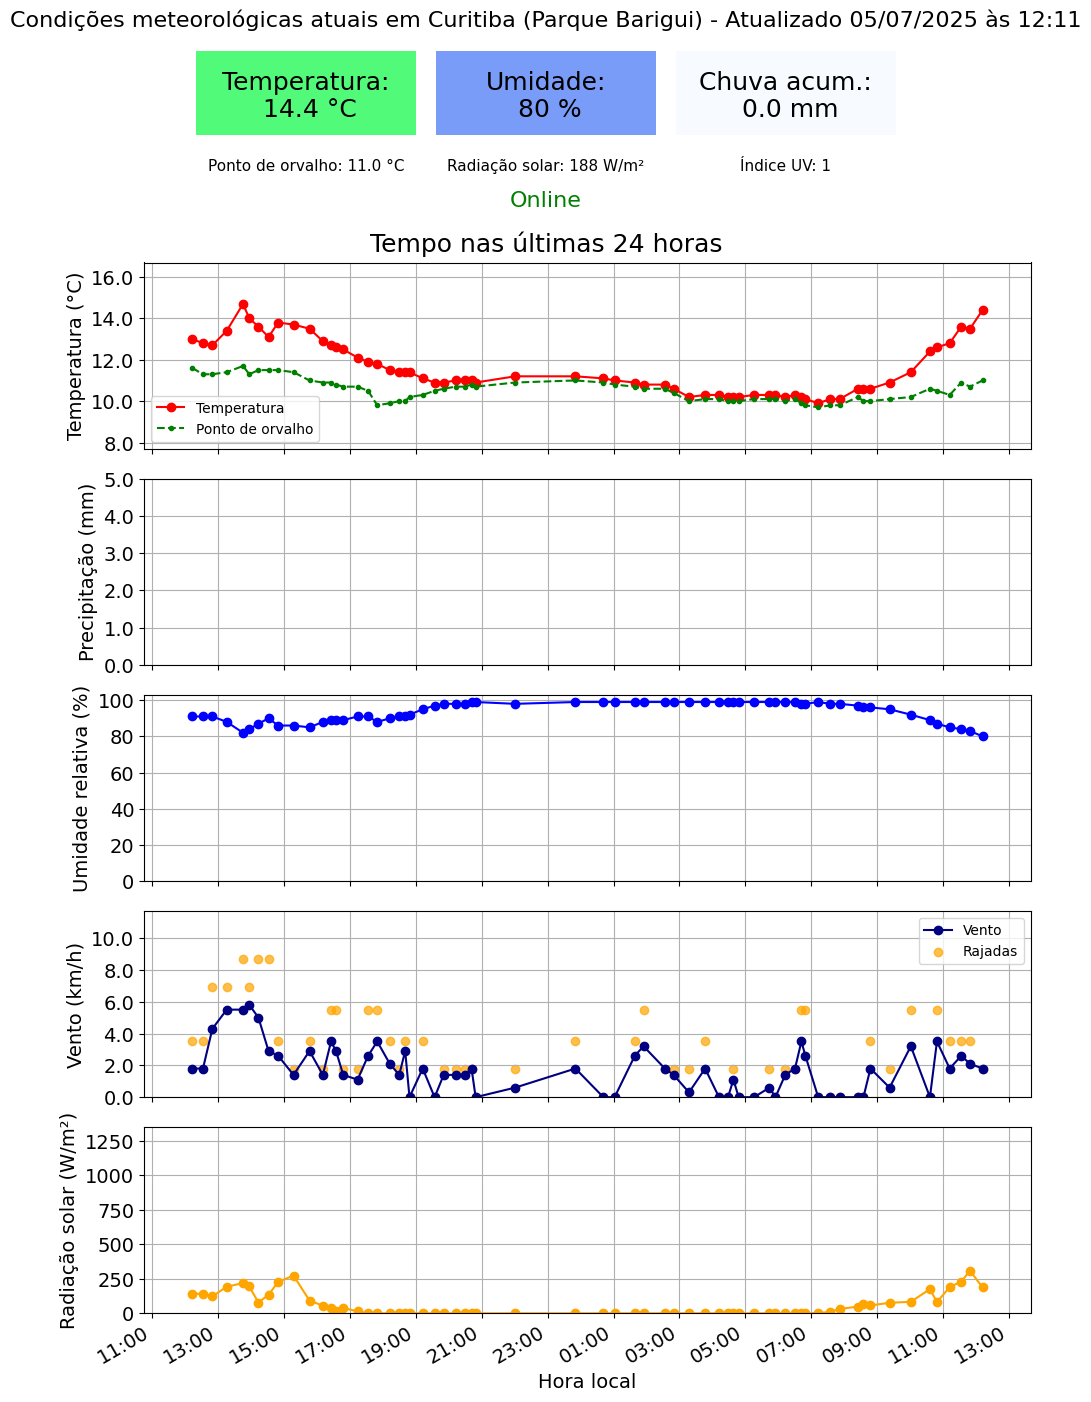 Condições meteorológicas atuais em Curitiba (Parque Barigui) - Atualizado 05/07/2025 às 12:11
Temperatura:
14.4 °C
Umidade:
80 %
Chuva acum.:
0.0 mm
Ponto de orvalho: 11.0 °C
Radiação solar: 188 W/m²
Índice UV: 1
Online
Tempo nas últimas 24 horas
Temperatura (°C)
16.0
14.0
12.0
10.0
8.0
Temperatura
Ponto de orvalho
Precipitação (mm)
5.0
4.0
3.0
2.0
1.0
0.0
Umidade relativa (%)
100
80
60
40
20
0
Vento (km/h)
10.0
8.0
6.0
4.0
2.0
0.0
Vento
Rajadas
Radiação solar (W/m²)
1250
1000
750
500
250
0
11:00
13:00
15:00
17:00
19:00
21:00
23:00
01:00
03:00
05:00
07:00
09:00
11:00
13:00
Hora local